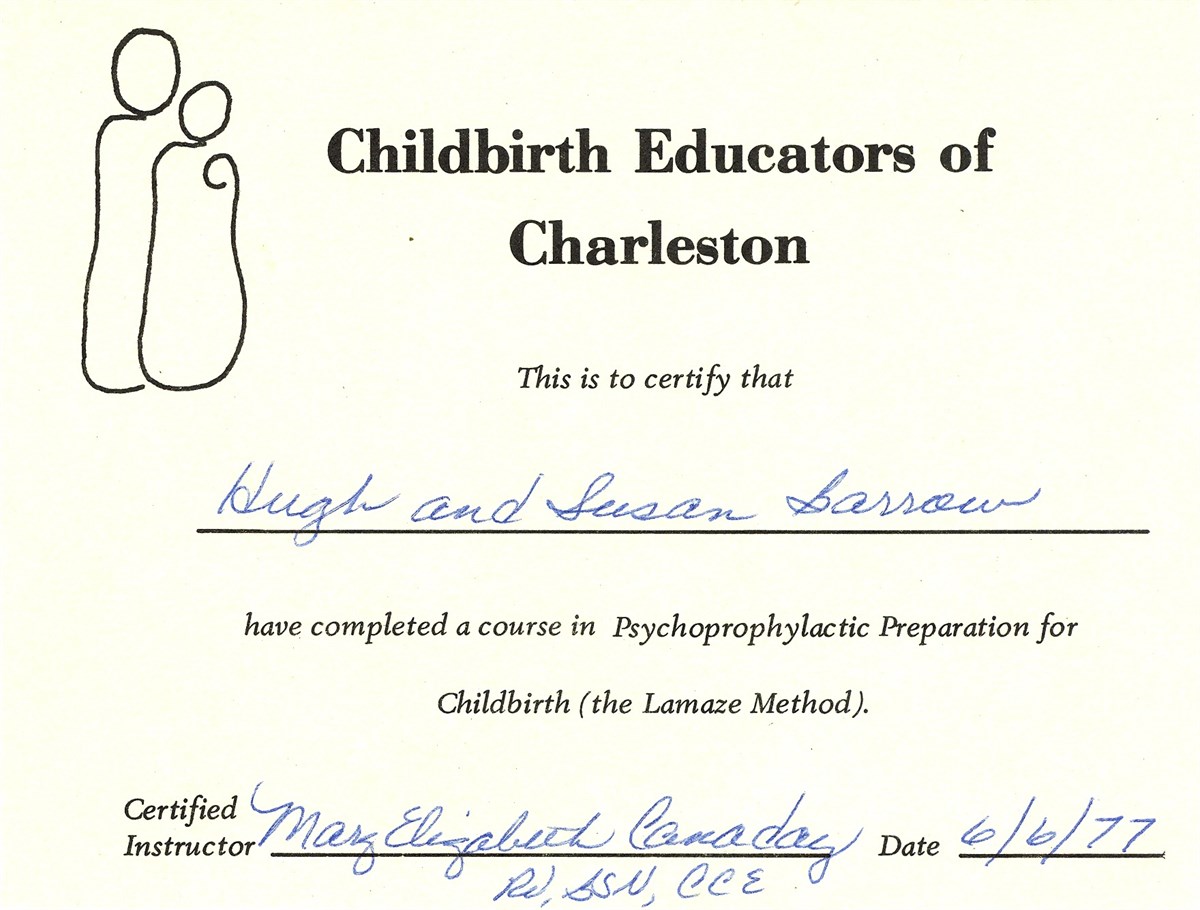 Childbirth Educators of
Charleston
This is to certify that
Hugh and Susan Barrow
have completed a course in Psychoprophylactic Preparation for
Childbirth (the Lamaze Method).
Certified
Instructor Mary Elizabeth Canaday Date 6/6/77
RN, BSN, CCE